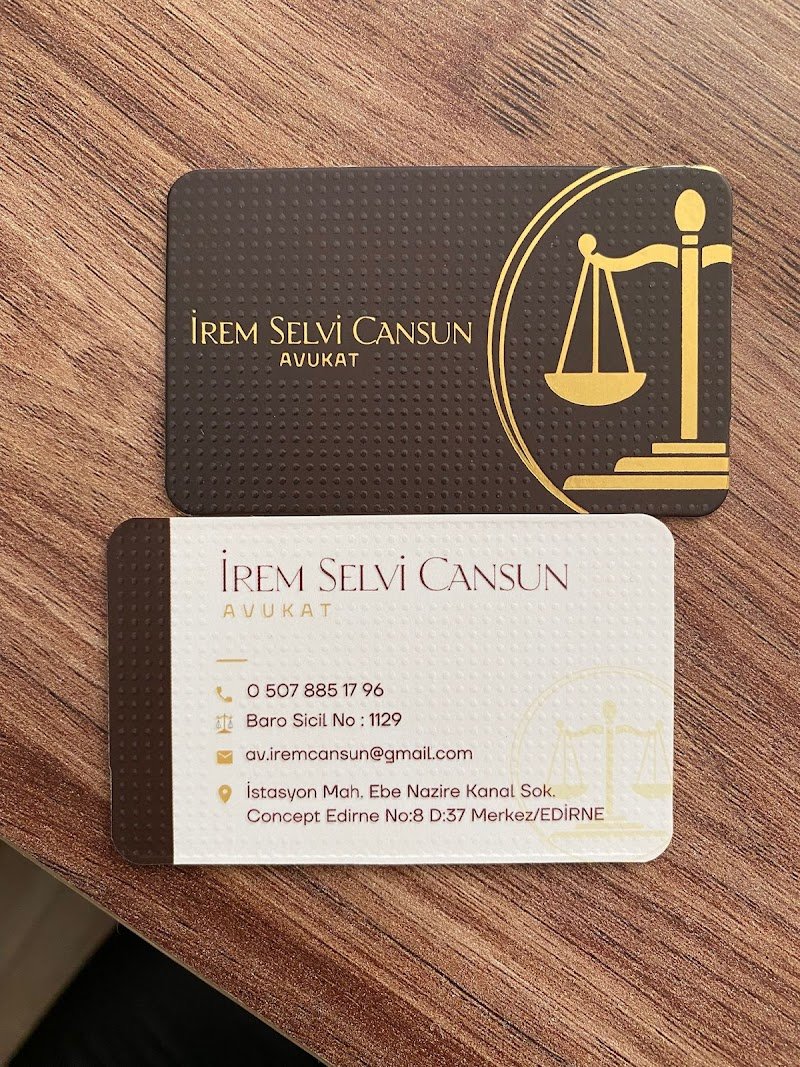 İREM SELVİ CANSUN
AVUKAT
İREM SELVİ CANSUN
AVUKAT
0 507 885 17 96
Baro Sicil No : 1129
av.iremcansun@gmail.com
İstasyon Mah. Ebe Nazire Kanal Sok.
Concept Edirne No:8 D:37 Merkez/EDİRNE